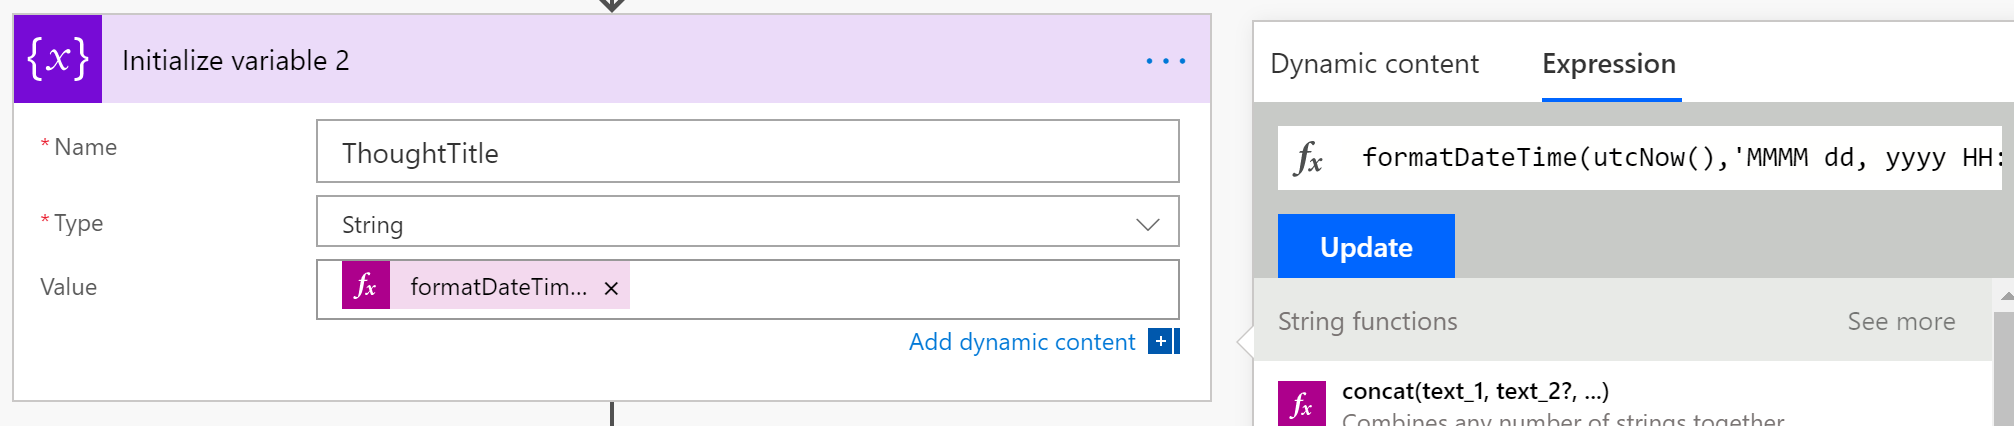 {x} Initialize variable 2 ...
* Name ThoughtTitle
* Type String
Value fx formatDateTim... ×
Add dynamic content +
Dynamic content Expression
fx formatDateTime(utcNow(),'MMMM dd, yyyy HH:
Update
String functions See more
fx concat(text_1, text_2?, ...)
Combines any number of strings together